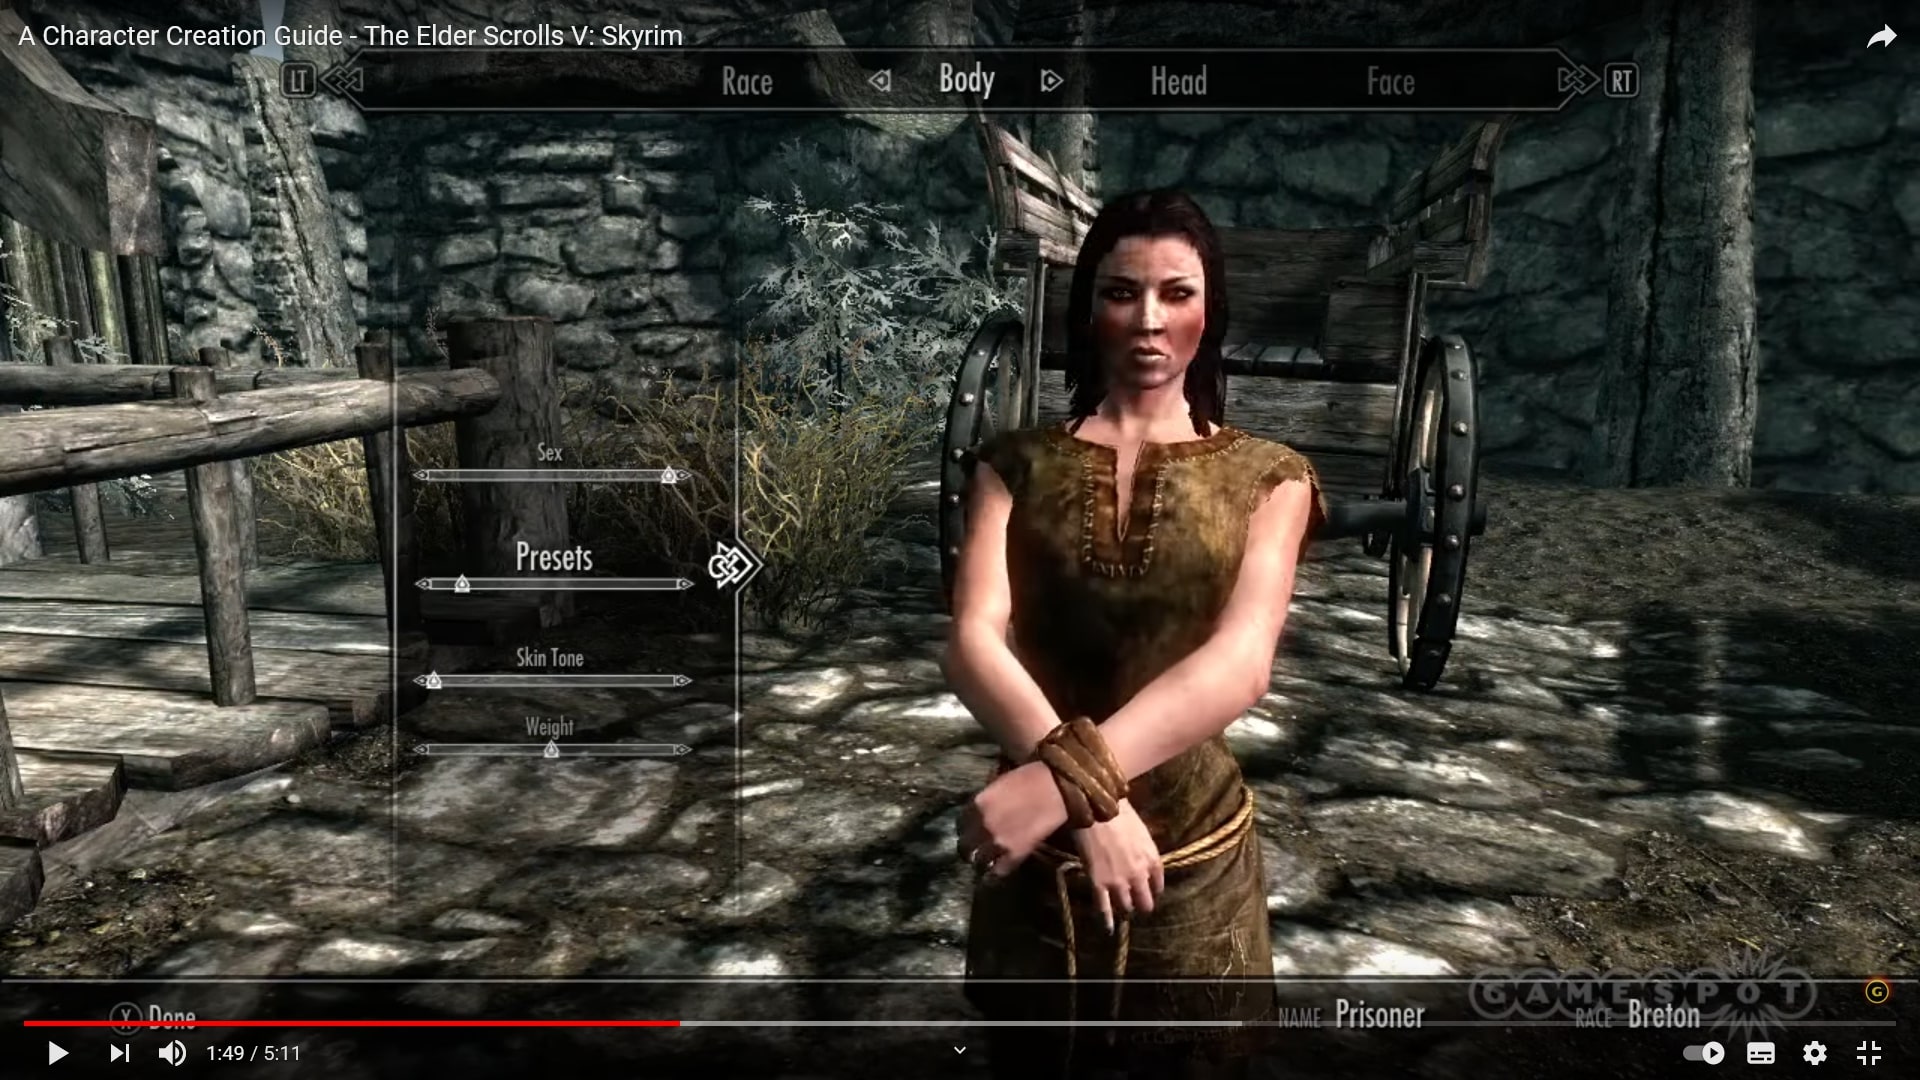 A Character Creation Guide - The Elder Scrolls V: Skyrim
LT Race Body Head Face RT
Sex
Presets
Skin Tone
Weight
GAMESPOT
G
X Done
NAME Prisoner RACE Breton
1:49 / 5:11